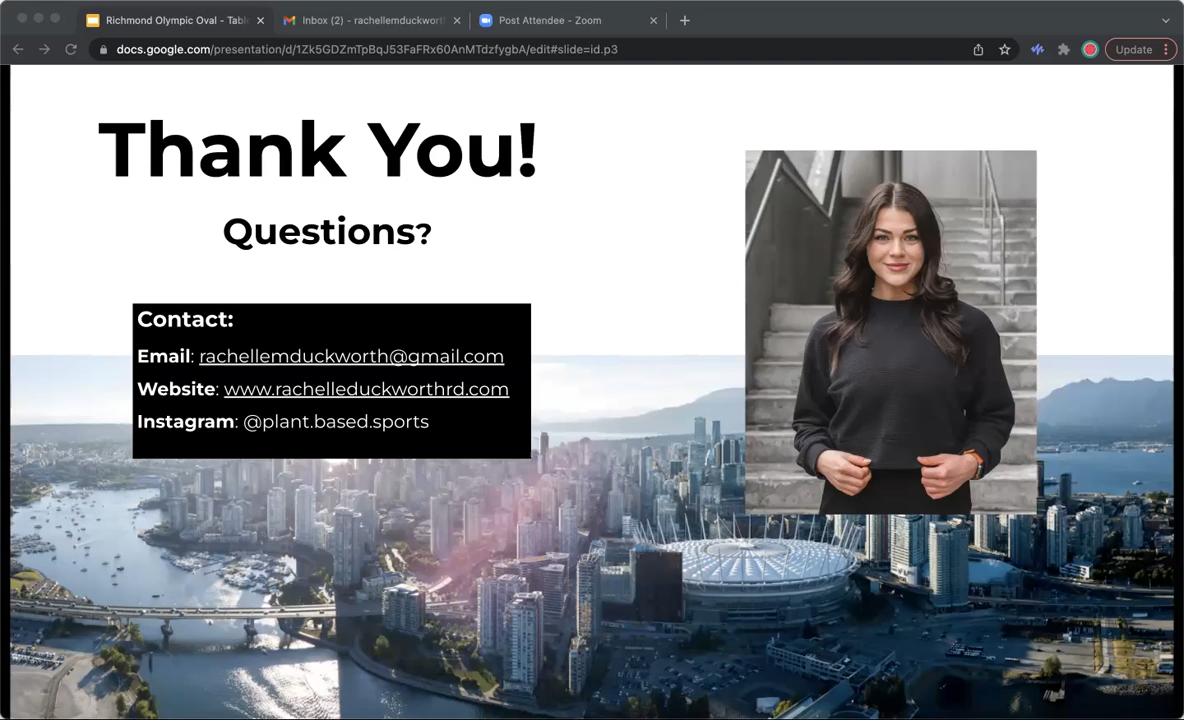 Richmond Olympic Oval - Table
Inbox (2) - rachellemduckwort
Post Attendee - Zoom
docs.google.com/presentation/d/1Zk5GDZmTpBqJ53FaFRx60AnMTdzfygbA/edit#slide=id.p3
Update
Thank You!
Questions?
Contact:
Email: rachellemduckworth@gmail.com
Website: www.rachelleduckworthrd.com
Instagram: @plant.based.sports